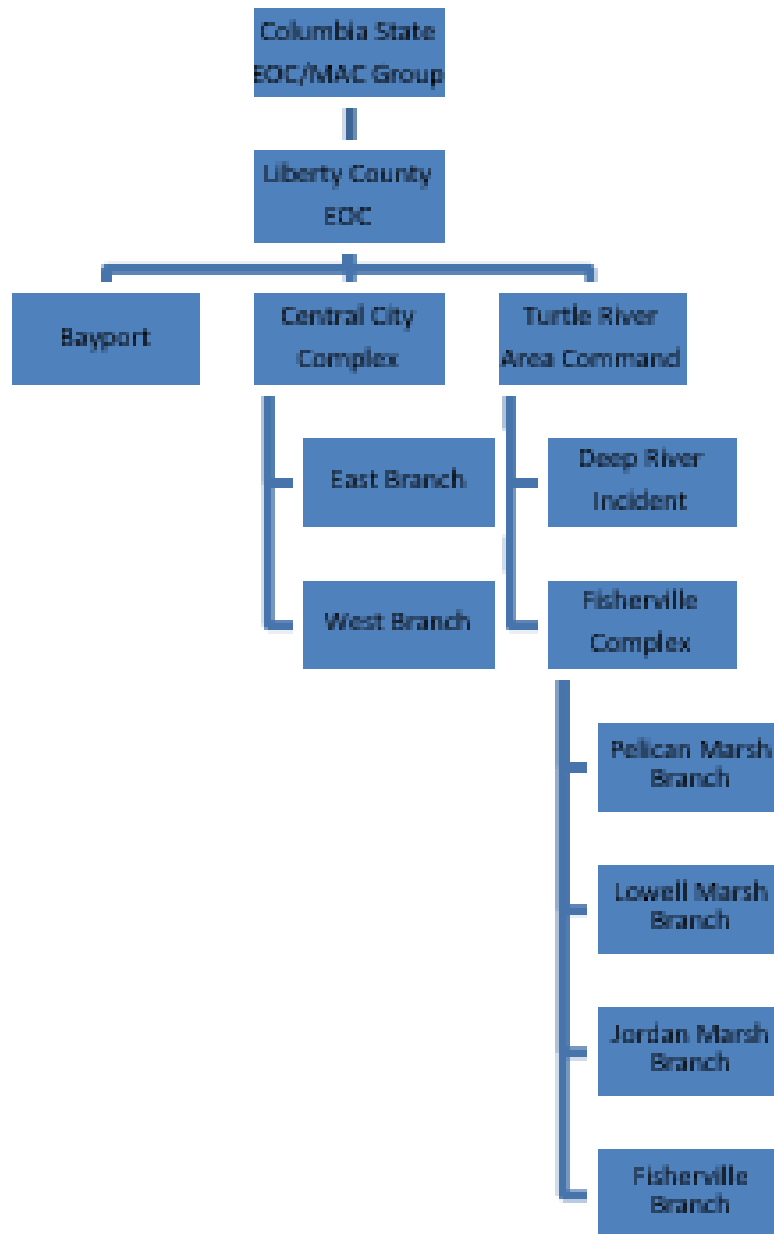 Columbia State
EOC/MAC Group
Liberty County
EOC
Bayport
Central City
Complex
Turtle River
Area Command
East Branch
Deep River
Incident
West Branch
Fisherville
Complex
Pelican Marsh
Branch
Lowell Marsh
Branch
Jordan Marsh
Branch
Fisherville
Branch